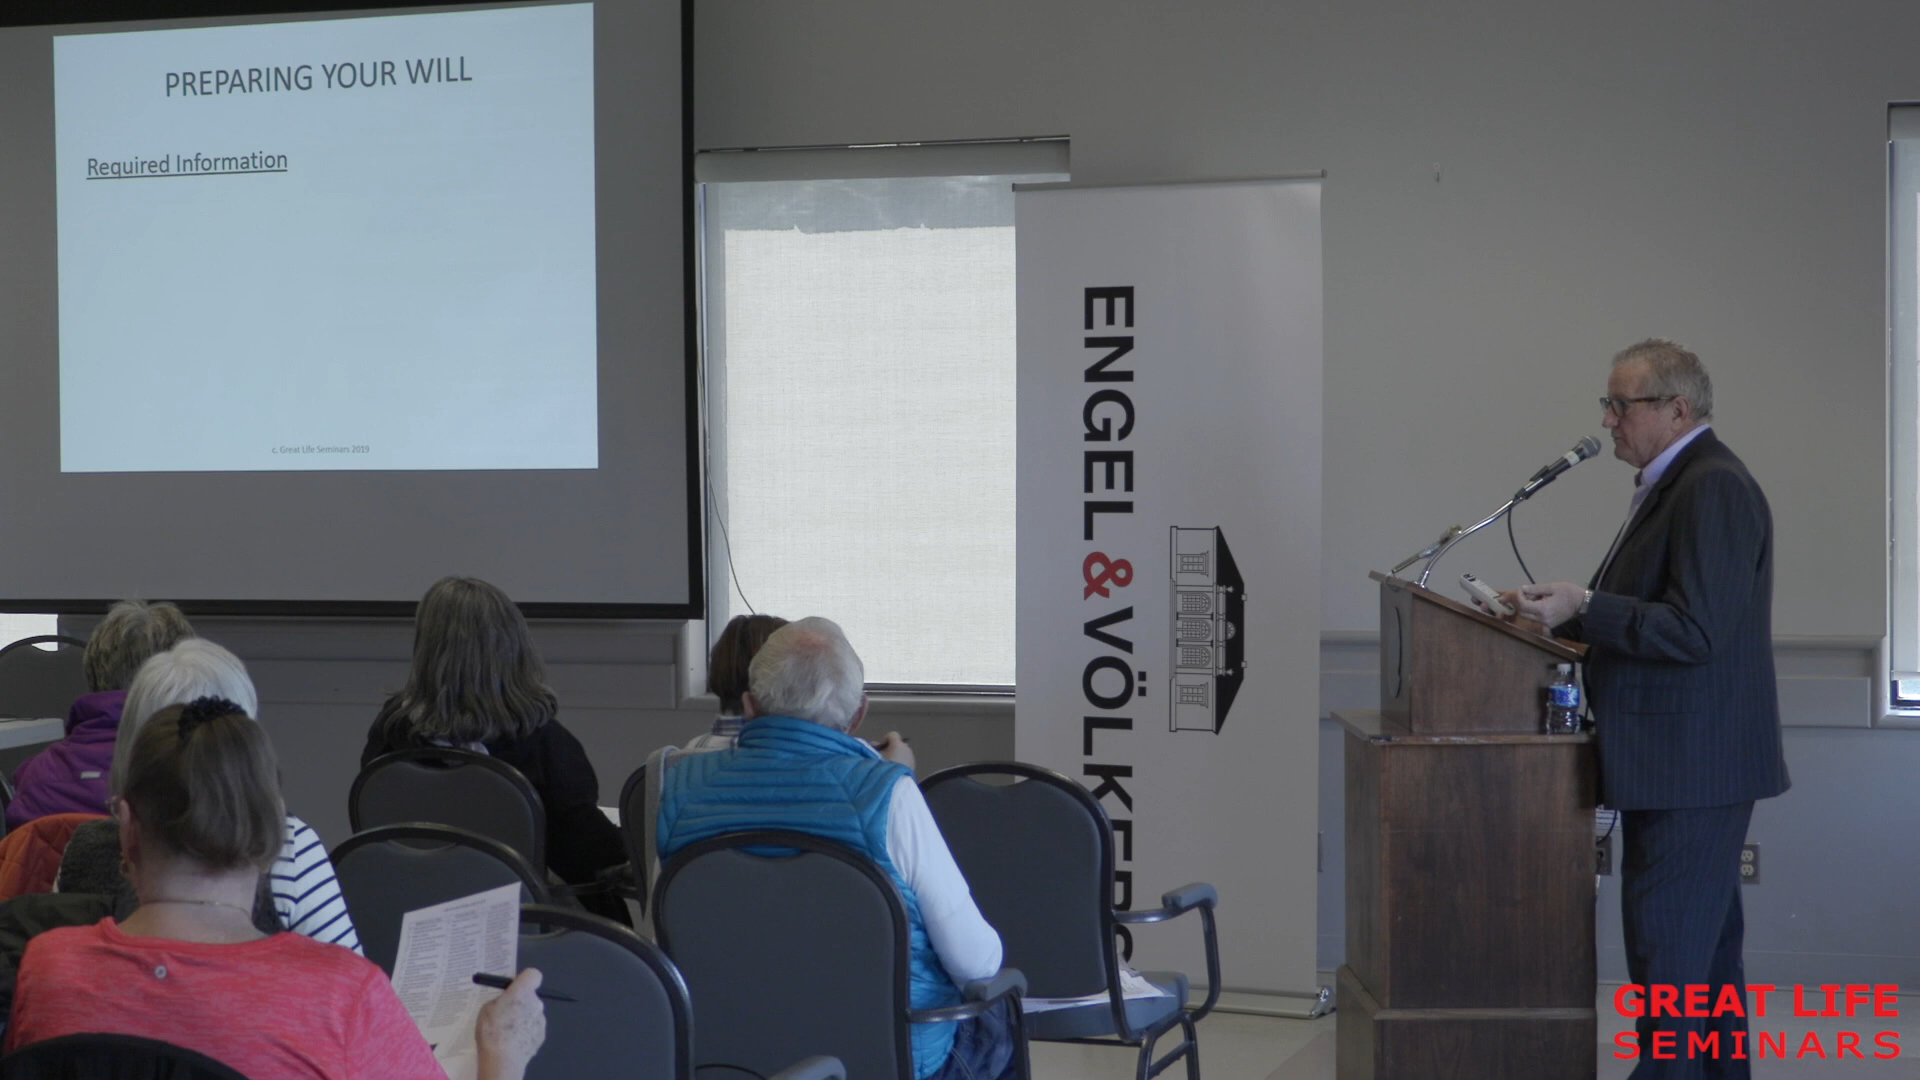 PREPARING YOUR WILL
Required Information
c. Great Life Seminars 2019
ENGEL & VÖLKERS
GREAT LIFE
SEMINARS